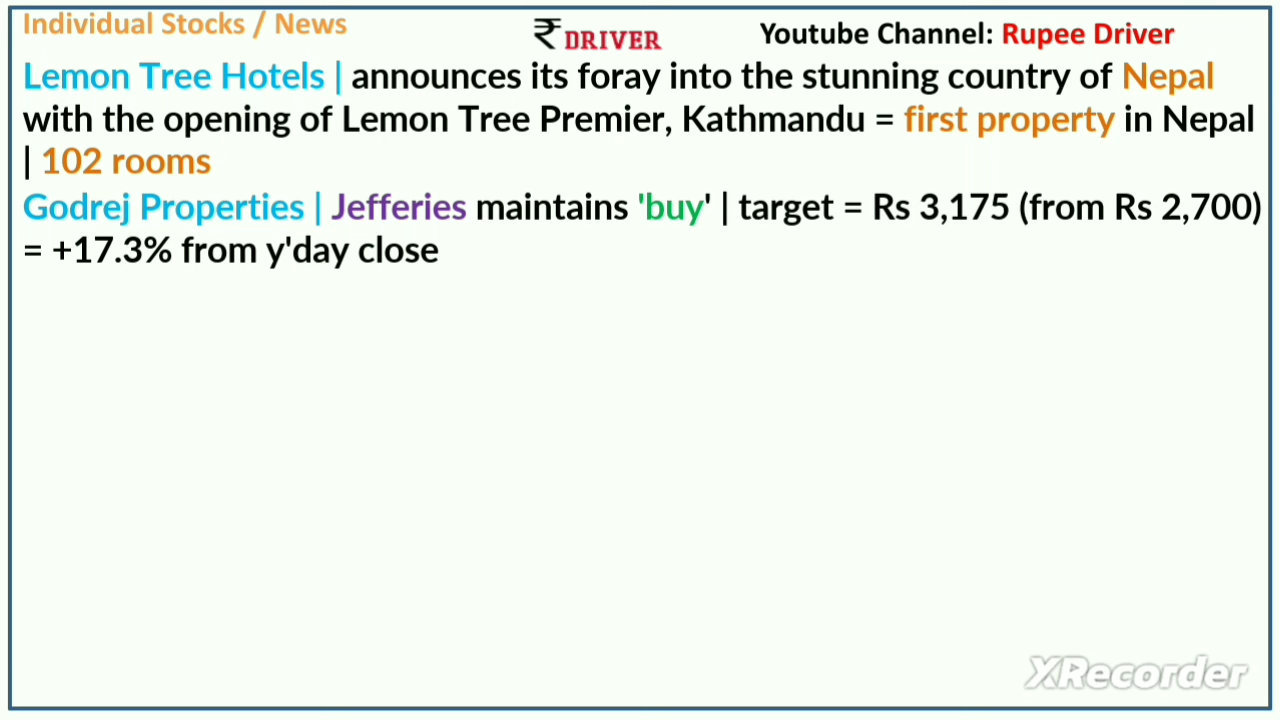 Individual Stocks / News
₹ DRIVER
Youtube Channel: Rupee Driver
Lemon Tree Hotels | announces its foray into the stunning country of Nepal
with the opening of Lemon Tree Premier, Kathmandu = first property in Nepal
| 102 rooms
Godrej Properties | Jefferies maintains 'buy' | target = Rs 3,175 (from Rs 2,700)
= +17.3% from y'day close
XRecorder